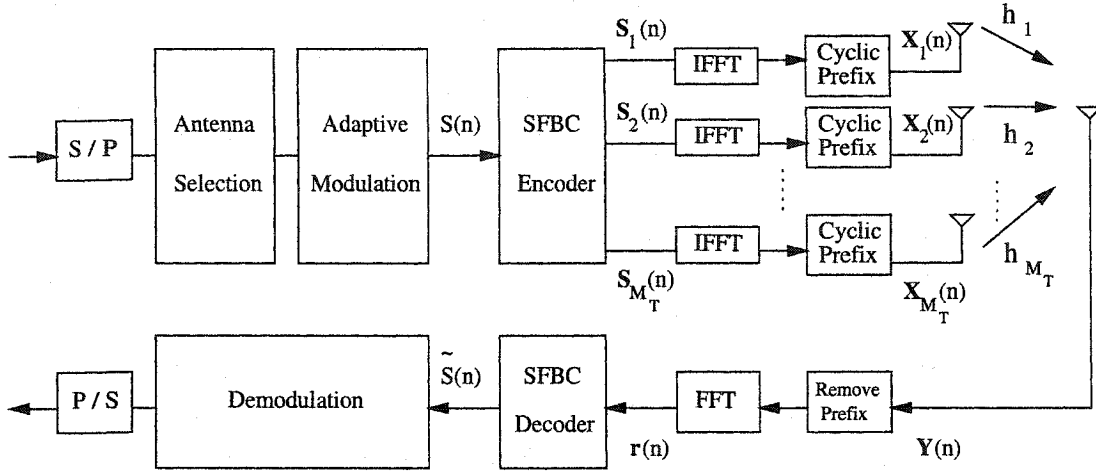 S / P
Antenna
Selection
Adaptive
Modulation
S(n)
SFBC
Encoder
S1(n)
IFFT
Cyclic
Prefix
X1(n)
h1
S2(n)
IFFT
Cyclic
Prefix
X2(n)
h2
SMT(n)
IFFT
Cyclic
Prefix
XMT(n)
hMT
P / S
Demodulation
S̃(n)
SFBC
Decoder
r(n)
FFT
Remove
Prefix
Y(n)